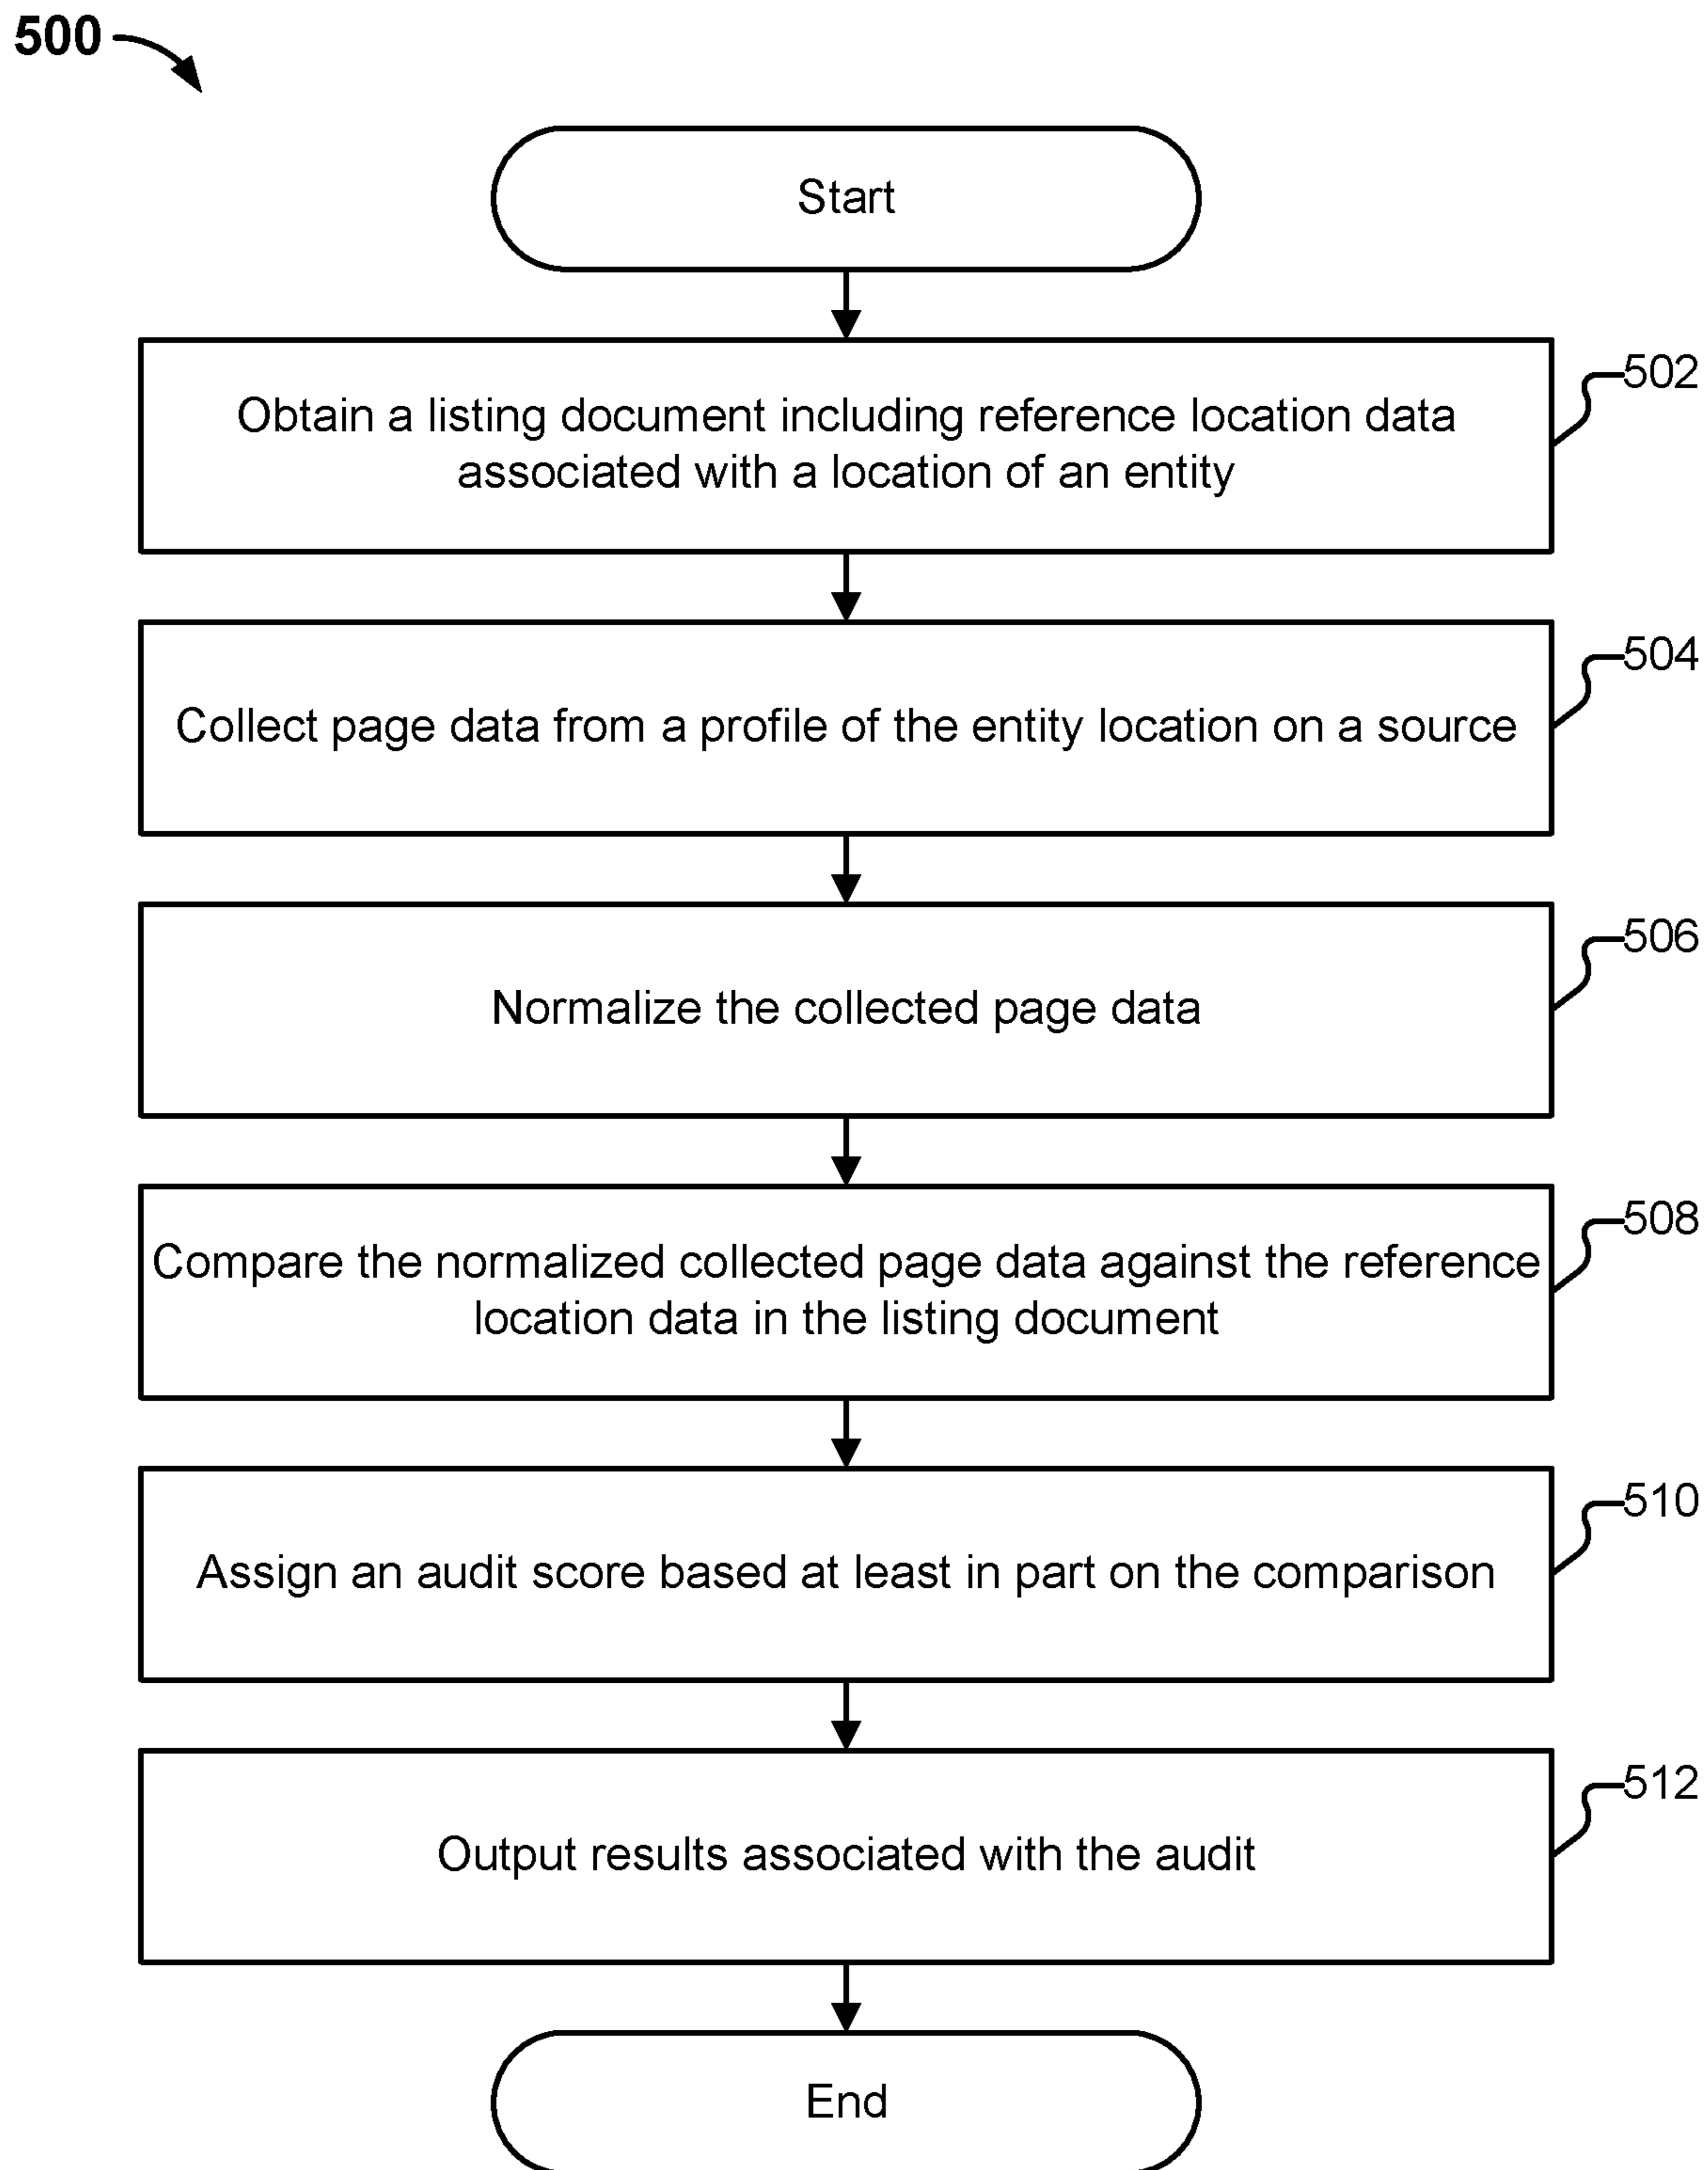 500
Start
502
Obtain a listing document including reference location data
associated with a location of an entity
504
Collect page data from a profile of the entity location on a source
506
Normalize the collected page data
508
Compare the normalized collected page data against the reference
location data in the listing document
510
Assign an audit score based at least in part on the comparison
512
Output results associated with the audit
End